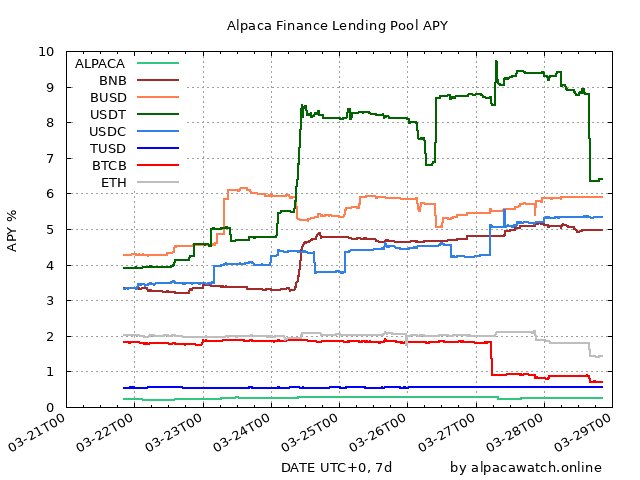 Alpaca Finance Lending Pool APY
ALPACA
BNB
BUSD
USDT
USDC
TUSD
BTCB
ETH
APY %
10
9
8
7
6
5
4
3
2
1
0
03-21T00
03-22T00
03-23T00
03-24T00
03-25T00
03-26T00
03-27T00
03-28T00
03-29T00
DATE UTC+0, 7d
by alpacawatch.online